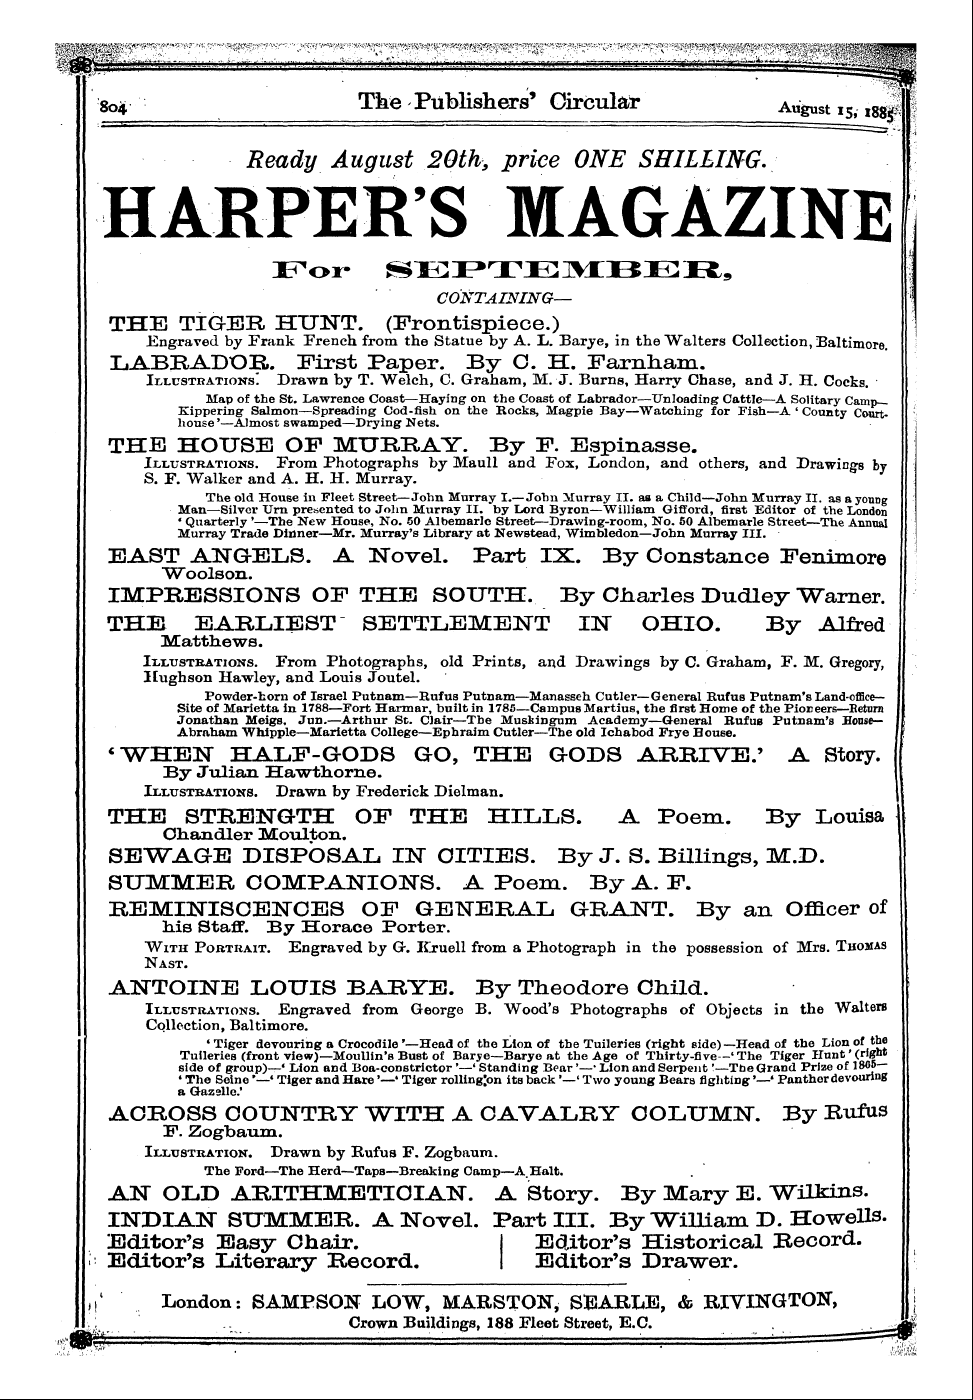 804 The Publishers’ Circular August 15, 1885
Ready August 20th, price ONE SHILLING.
HARPER’S MAGAZINE
For SEPTEMBER,
CONTAINING—
THE TIGER HUNT. (Frontispiece.)
Engraved by Frank French from the Statue by A. L. Barye, in the Walters Collection, Baltimore.
LABRADOR. First Paper. By C. H. Farnham.
ILLUSTRATIONS. Drawn by T. Welch, C. Graham, M. J. Burns, Harry Chase, and J. H. Cocks.
Map of the St. Lawrence Coast—Haying on the Coast of Labrador—Unloading Cattle—A Solitary Camp—
Kippering Salmon—Spreading Cod-fish on the Rocks, Magpie Bay—Watching for Fish—A ‘ County Court-
house ’—Almost swamped—Drying Nets.
THE HOUSE OF MURRAY. By F. Espinasse.
ILLUSTRATIONS. From Photographs by Maull and Fox, London, and others, and Drawings by
S. F. Walker and A. H. H. Murray.
The old House in Fleet Street—John Murray I.—John Murray II. as a Child—John Murray II. as a young
Man—Silver Urn presented to John Murray II. by Lord Byron—William Gifford, first Editor of the London
‘ Quarterly ’—The New House, No. 50 Albemarle Street—Drawing-room, No. 50 Albemarle Street—The Annual
Murray Trade Dinner—Mr. Murray’s Library at Newstead, Wimbledon—John Murray III.
EAST ANGELS. A Novel. Part IX. By Constance Fenimore
Woolson.
IMPRESSIONS OF THE SOUTH. By Charles Dudley Warner.
THE EARLIEST SETTLEMENT IN OHIO. By Alfred
Matthews.
ILLUSTRATIONS. From Photographs, old Prints, and Drawings by C. Graham, F. M. Gregory,
Hughson Hawley, and Louis Joutel.
Powder-horn of Israel Putnam—Rufus Putnam—Manasseh Cutler—General Rufus Putnam’s Land-office—
Site of Marietta in 1788—Fort Harmar, built in 1785—Campus Martius, the first Home of the Pioneers—Return
Jonathan Meigs, Jun.—Arthur St. Clair—The Muskingum Academy—General Rufus Putnam’s House—
Abraham Whipple—Marietta College—Ephraim Cutler—The old Ichabod Frye House.
‘ WHEN HALF-GODS GO, THE GODS ARRIVE.’ A Story.
By Julian Hawthorne.
ILLUSTRATIONS. Drawn by Frederick Dielman.
THE STRENGTH OF THE HILLS. A Poem. By Louisa
Chandler Moulton.
SEWAGE DISPOSAL IN CITIES. By J. S. Billings, M.D.
SUMMER COMPANIONS. A Poem. By A. F.
REMINISCENCES OF GENERAL GRANT. By an Officer of
his Staff. By Horace Porter.
WITH PORTRAIT. Engraved by G. Kruell from a Photograph in the possession of Mrs. THOMAS
NAST.
ANTOINE LOUIS BARYE. By Theodore Child.
ILLUSTRATIONS. Engraved from George B. Wood’s Photographs of Objects in the Walters
Collection, Baltimore.
‘ Tiger devouring a Crocodile ’—Head of the Lion of the Tuileries (right side)—Head of the Lion of the
Tuileries (front view)—Moullin’s Bust of Barye—Barye at the Age of Thirty-five—‘ The Tiger Hunt ’ (right
side of group)—‘ Lion and Boa-constrictor ’—‘ Standing Bear ’—‘ Lion and Serpent ’—The Grand Prize of 1805—
‘ The Seine ’—‘ Tiger and Hare ’—‘ Tiger rolling on its back ’—‘ Two young Bears fighting ’—‘ Panther devouring
a Gazelle.’
ACROSS COUNTRY WITH A CAVALRY COLUMN. By Rufus
F. Zogbaum.
ILLUSTRATION. Drawn by Rufus F. Zogbaum.
The Ford—The Herd—Taps—Breaking Camp—A Halt.
AN OLD ARITHMETICIAN. A Story. By Mary E. Wilkins.
INDIAN SUMMER. A Novel. Part III. By William D. Howells.
Editor’s Easy Chair. | Editor’s Historical Record.
Editor’s Literary Record. | Editor’s Drawer.
London: SAMPSON LOW, MARSTON, SEARLE, & RIVINGTON,
Crown Buildings, 188 Fleet Street, E.C.